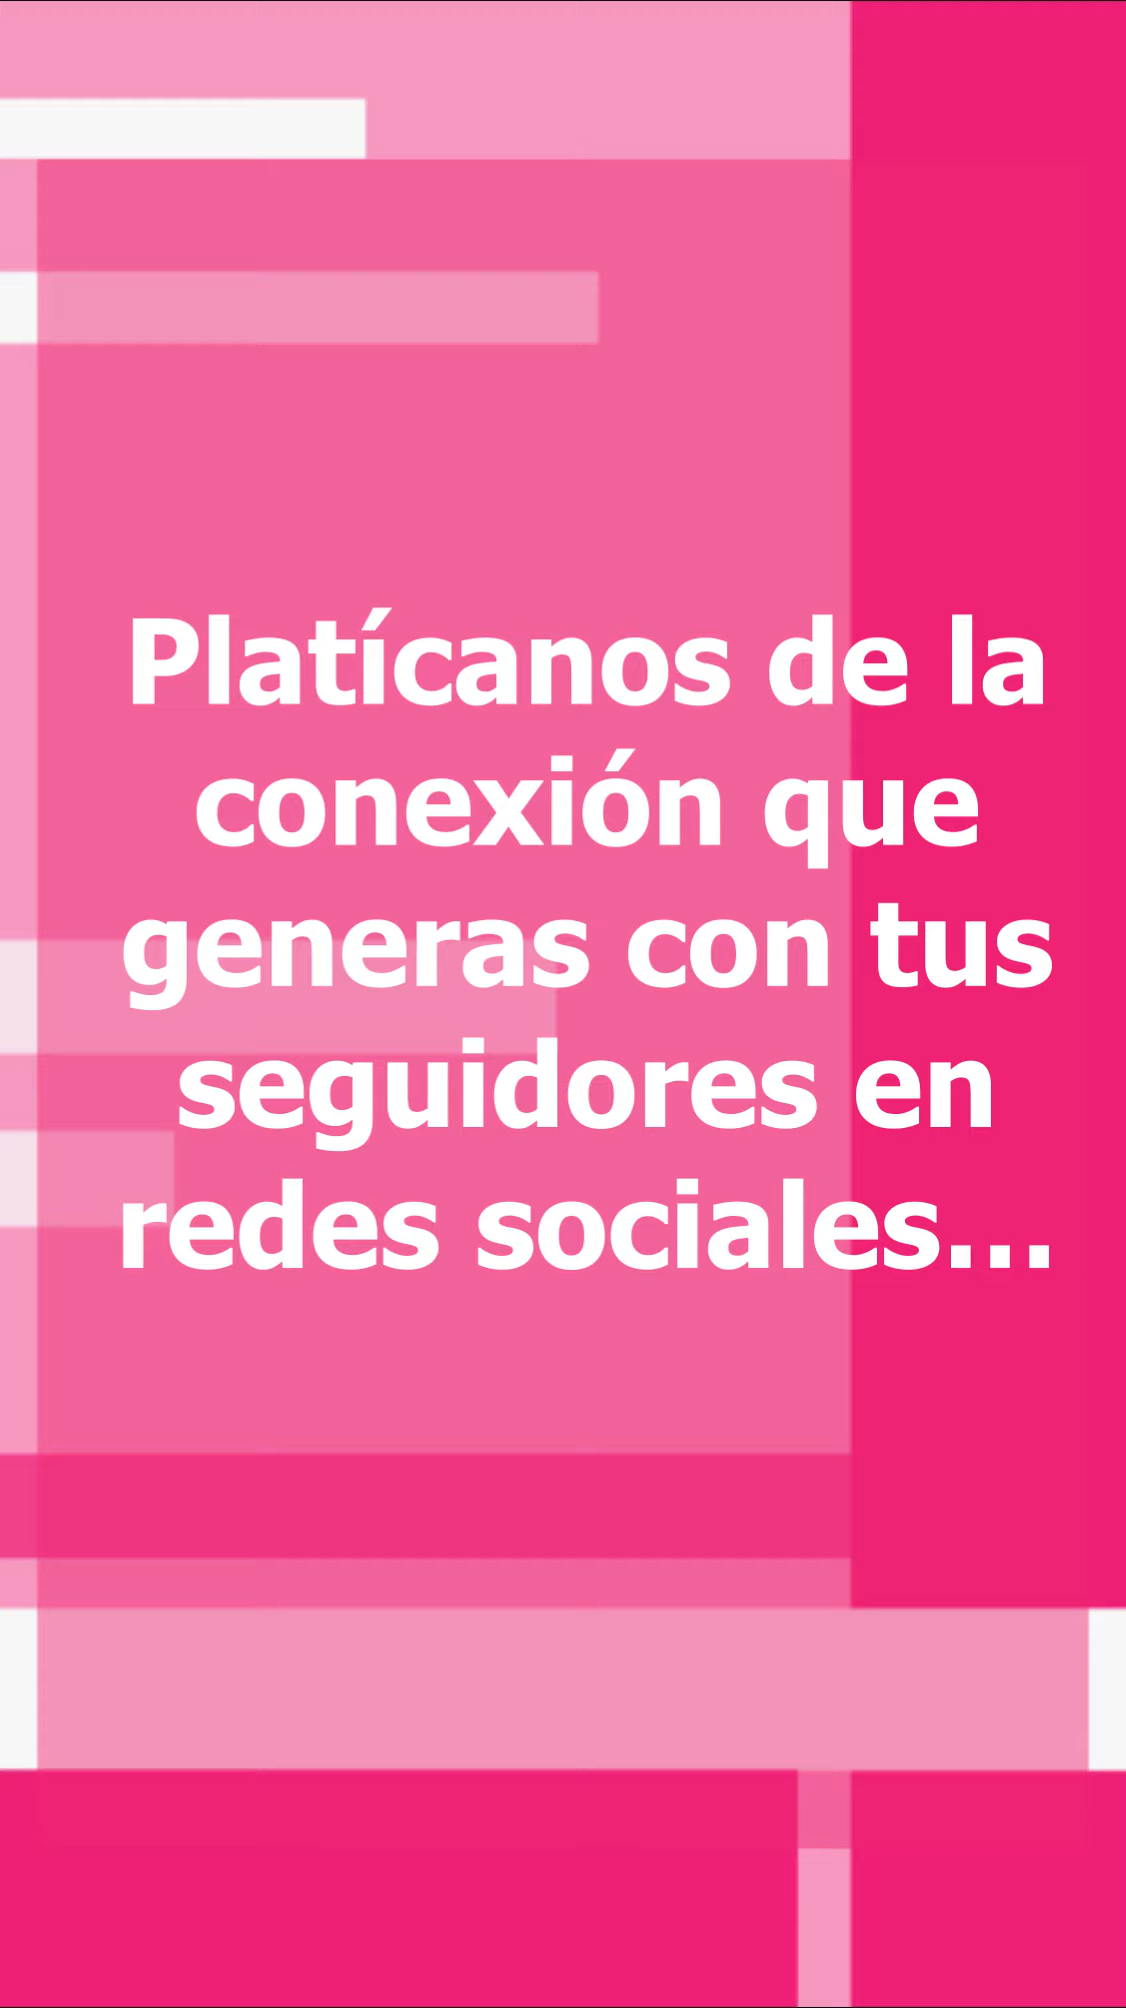 Platícanos de la
conexión que
generas con tus
seguidores en
redes sociales...